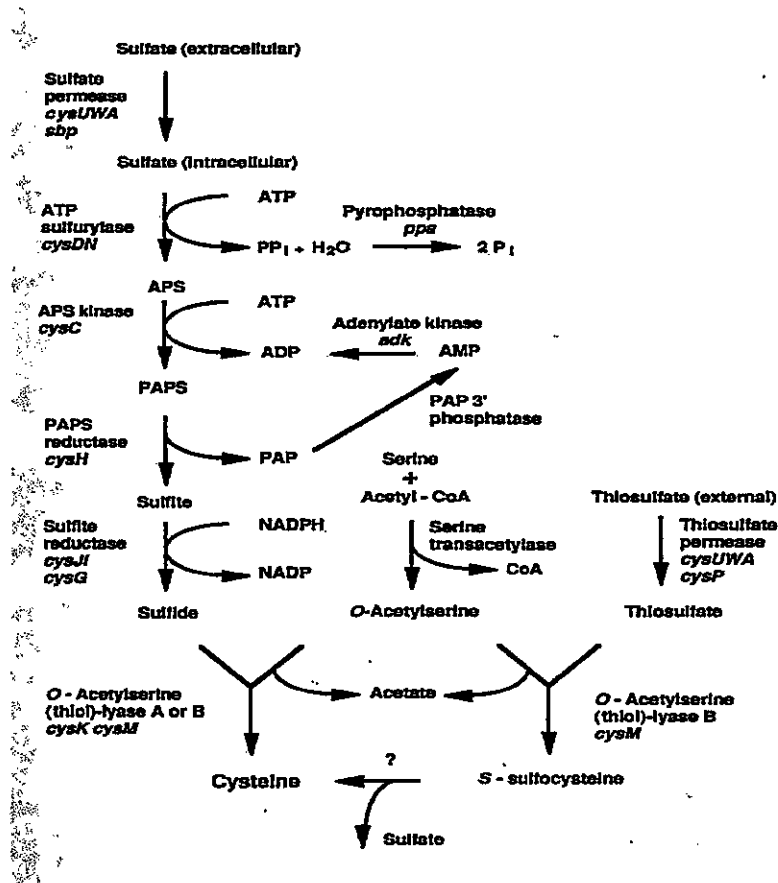 Sulfate (extracellular)
Sulfate
permease
cysUWA
sbp
Sulfate (intracellular)
ATP
sulfurylase
cysDN
ATP
PPi + H2O
Pyrophosphatase
ppa
2 Pi
APS
APS kinase
cysC
ATP
ADP
Adenylate kinase
adk
AMP
PAPS
PAP 3'
phosphatase
PAPS
reductase
cysH
PAP
Serine
+
Acetyl - CoA
Sulfite
Thiosulfate (external)
Sulfite
reductase
cysJI
cysG
NADPH
NADP
Serine
transacetylase
CoA
Thiosulfate
permease
cysUWA
cysP
Sulfide
O-Acetylserine
Thiosulfate
O - Acetylserine
(thiol)-lyase A or B
cysK cysM
Acetate
O - Acetylserine
(thiol)-lyase B
cysM
?
Cysteine
S - sulfocysteine
Sulfate